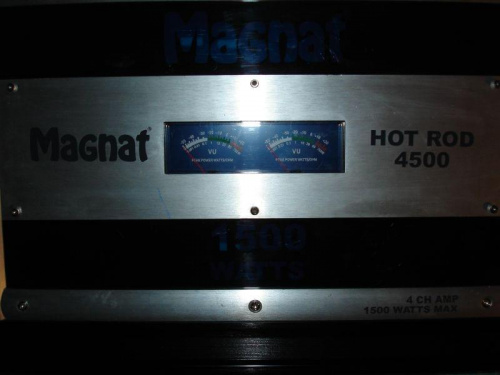 Magnat
Magnat
HOT ROD
4500
VU
VU
1500
WATTS
4 CH AMP
1500 WATTS MAX